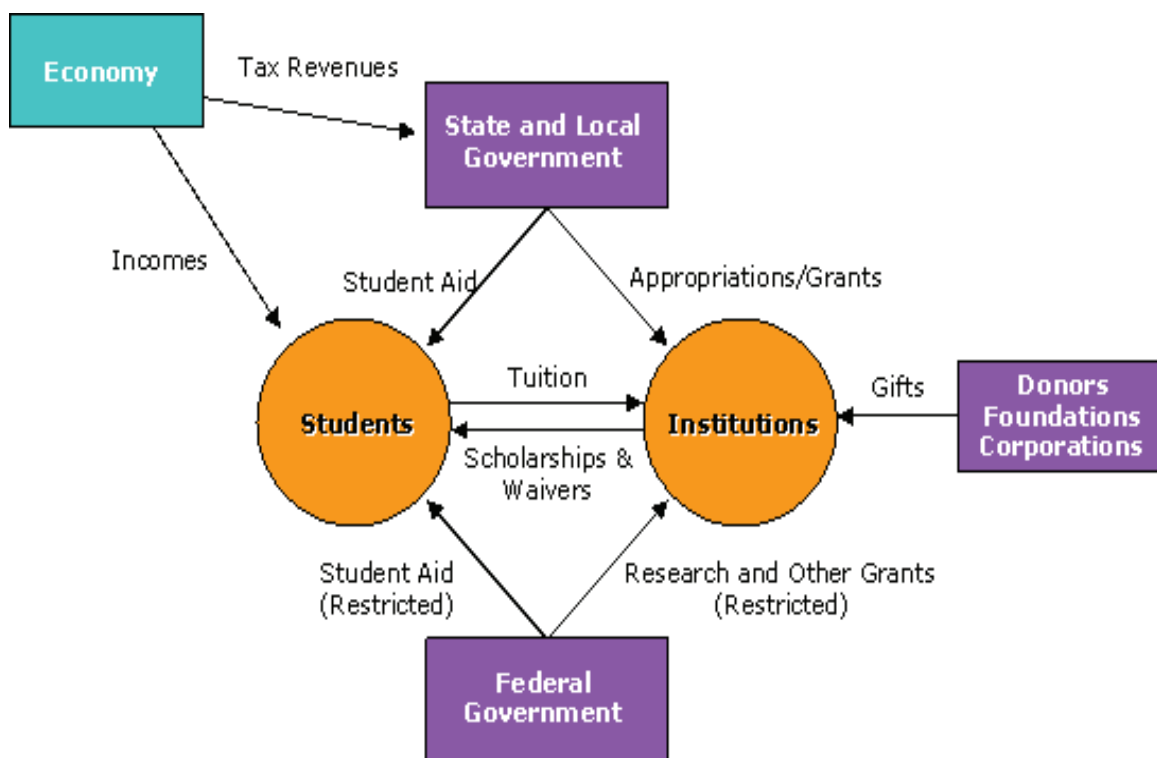 Economy
Tax Revenues
State and Local
Government
Incomes
Student Aid
Appropriations/Grants
Tuition
Gifts
Donors
Foundations
Corporations
Students
Institutions
Scholarships &
Waivers
Student Aid
(Restricted)
Research and Other Grants
(Restricted)
Federal
Government